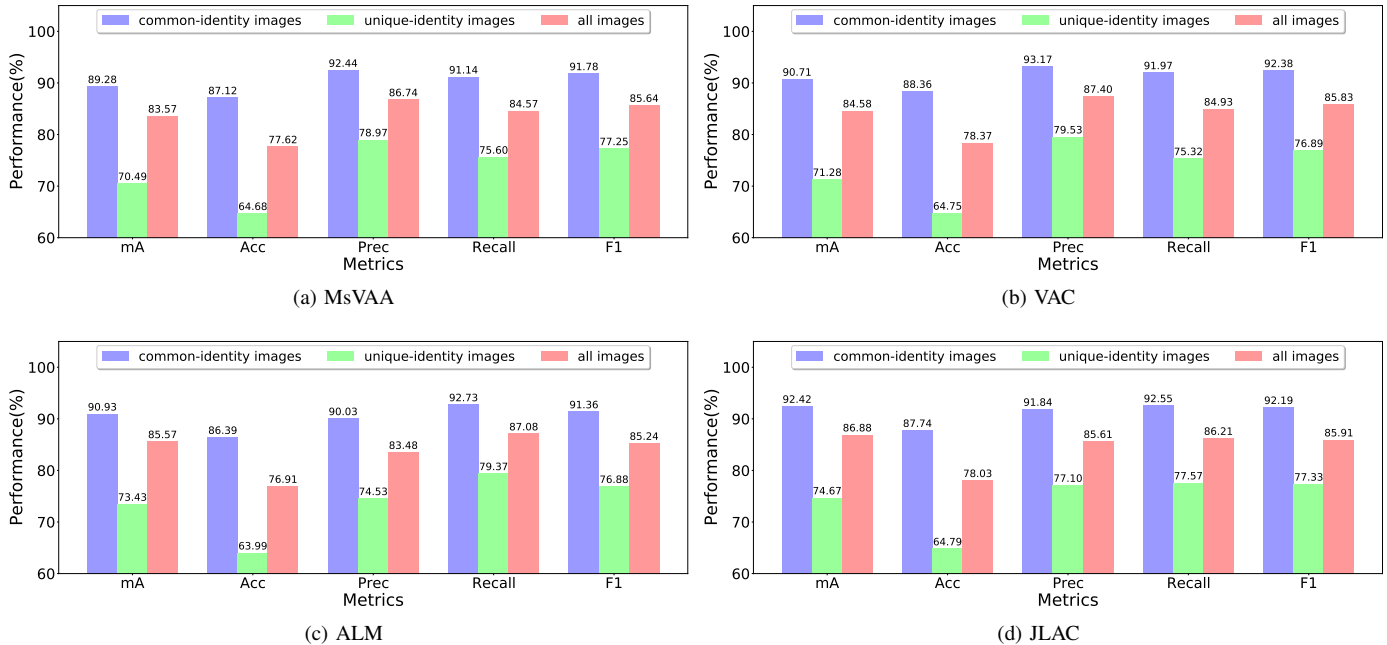 common-identity images unique-identity images all images
Performance(%)
100
90
80
70
60
89.28 70.49 83.57 87.12 64.68 77.62 92.44 78.97 86.74 91.14 75.60 84.57 91.78 77.25 85.64
mA Acc Prec Recall F1
Metrics
(a) MsVAA
common-identity images unique-identity images all images
Performance(%)
100
90
80
70
60
90.71 71.28 84.58 88.36 64.75 78.37 93.17 79.53 87.40 91.97 75.32 84.93 92.38 76.89 85.83
mA Acc Prec Recall F1
Metrics
(b) VAC
common-identity images unique-identity images all images
Performance(%)
100
90
80
70
60
90.93 73.43 85.57 86.39 63.99 76.91 90.03 74.53 83.48 92.73 79.37 87.08 91.36 76.88 85.24
mA Acc Prec Recall F1
Metrics
(c) ALM
common-identity images unique-identity images all images
Performance(%)
100
90
80
70
60
92.42 74.67 86.88 87.74 64.79 78.03 91.84 77.10 85.61 92.55 77.57 86.21 92.19 77.33 85.91
mA Acc Prec Recall F1
Metrics
(d) JLAC